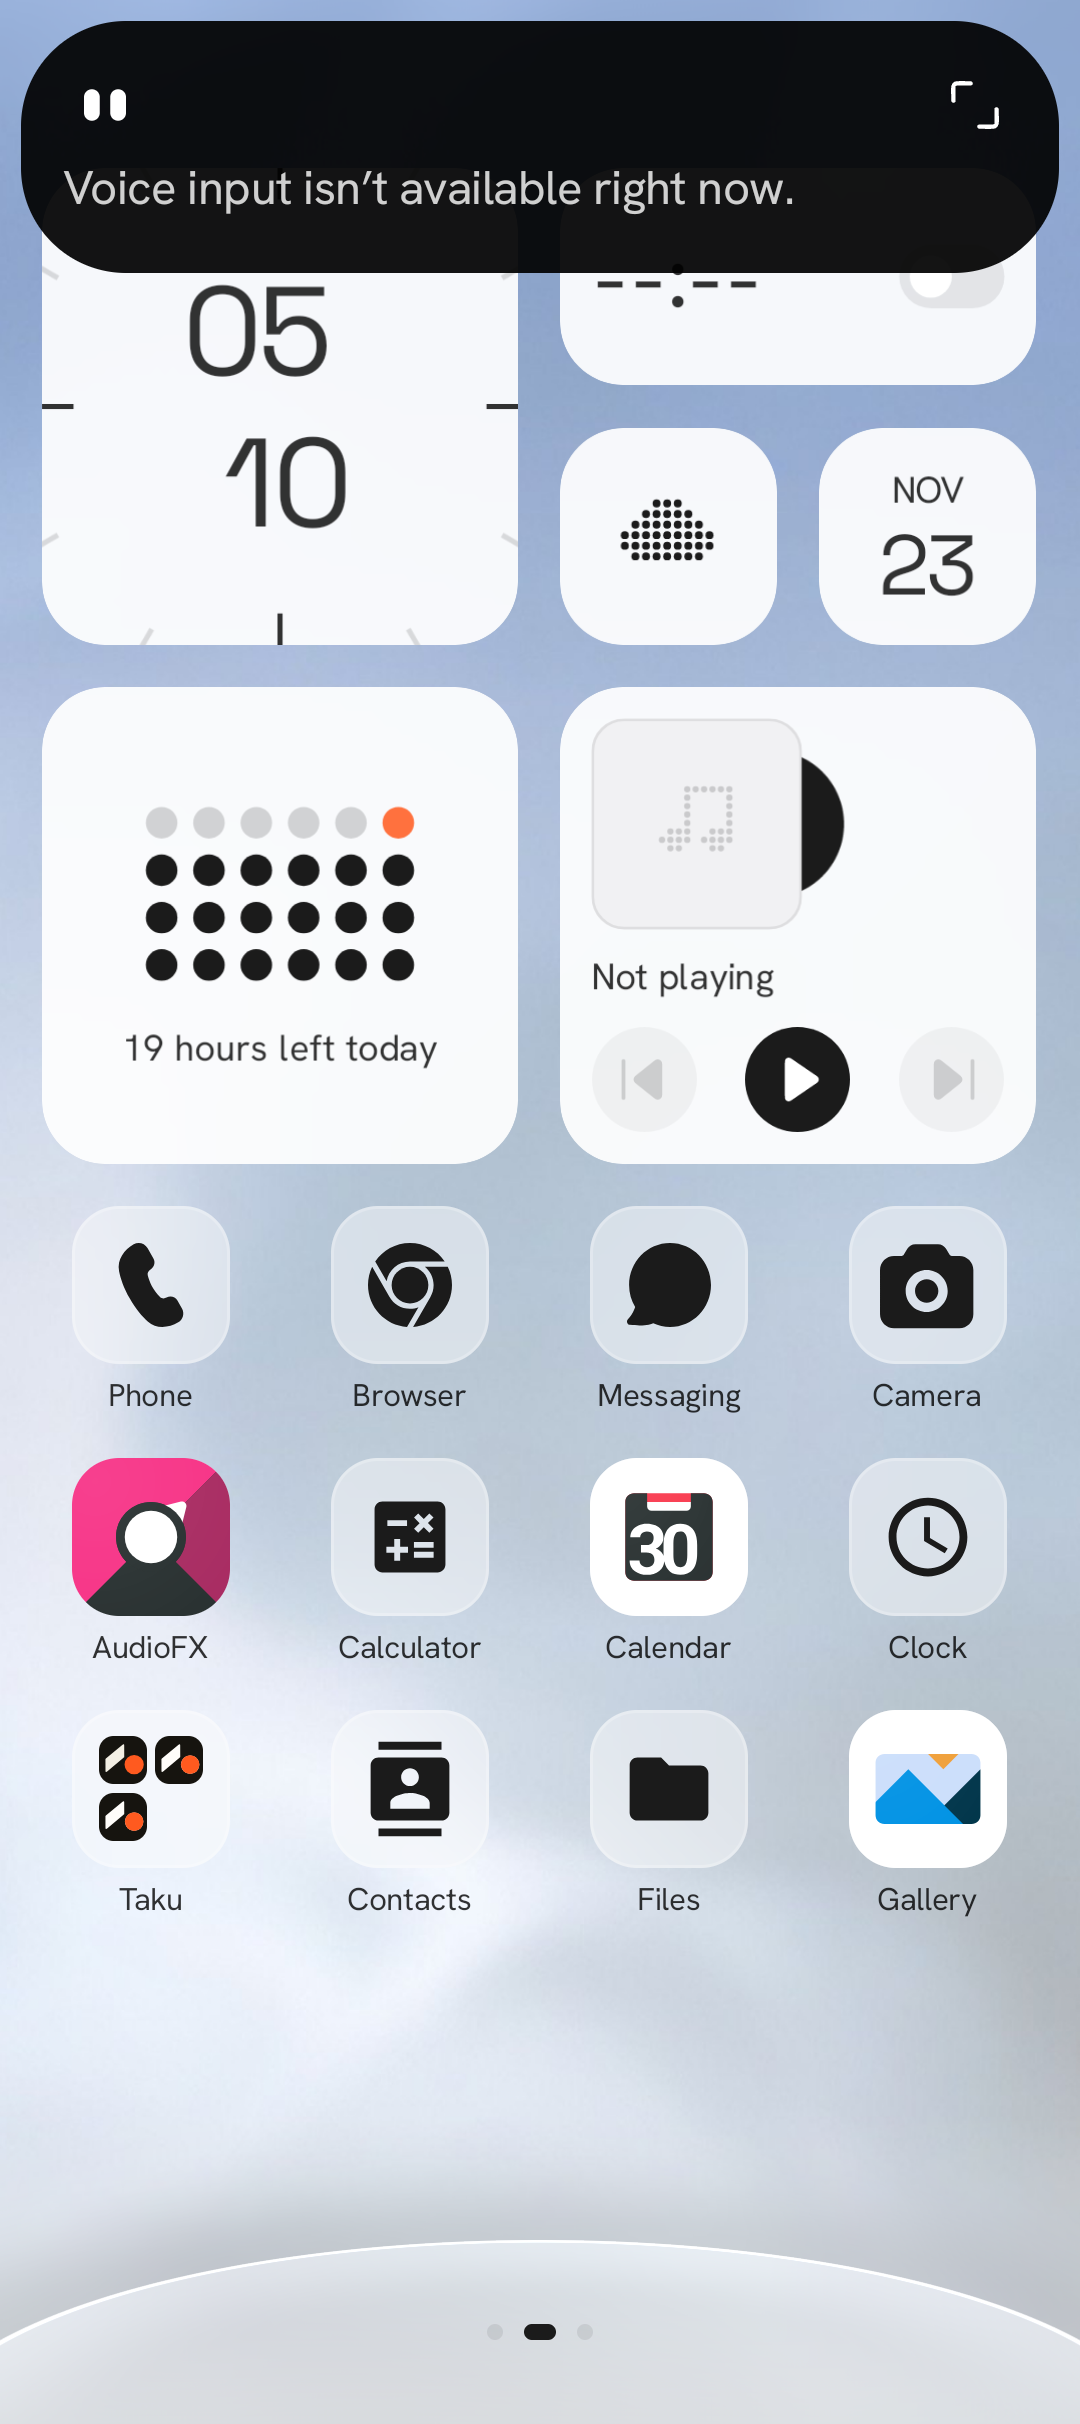 Voice input isn’t available right now.
05
10
--:--
NOV
23
19 hours left today
Not playing
Phone
Browser
Messaging
Camera
30
AudioFX
Calculator
Calendar
Clock
Taku
Contacts
Files
Gallery